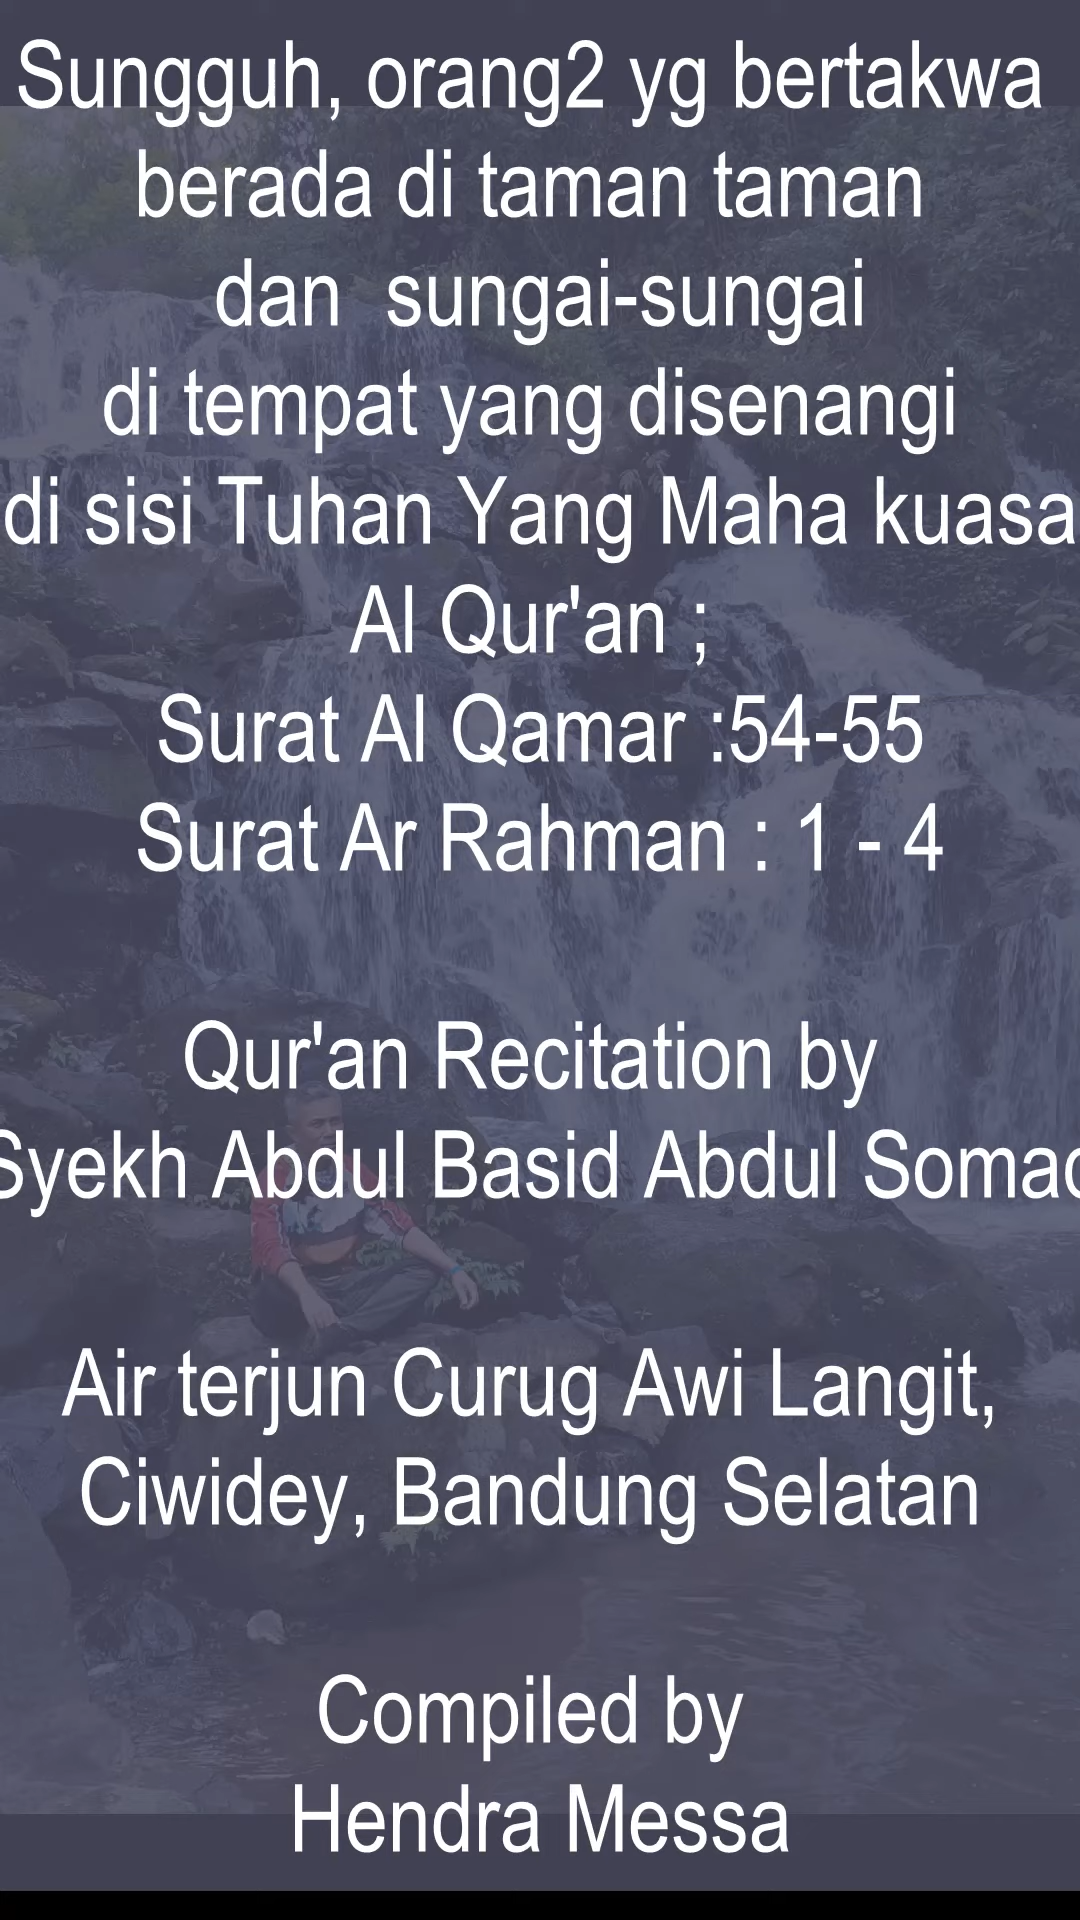 Sungguh, orang2 yg bertakwa
berada di taman taman
dan sungai-sungai
di tempat yang disenangi
di sisi Tuhan Yang Maha kuasa
Al Qur'an ;
Surat Al Qamar :54-55
Surat Ar Rahman : 1 - 4
Qur'an Recitation by
Syekh Abdul Basid Abdul Somad
Air terjun Curug Awi Langit,
Ciwidey, Bandung Selatan
Compiled by
Hendra Messa